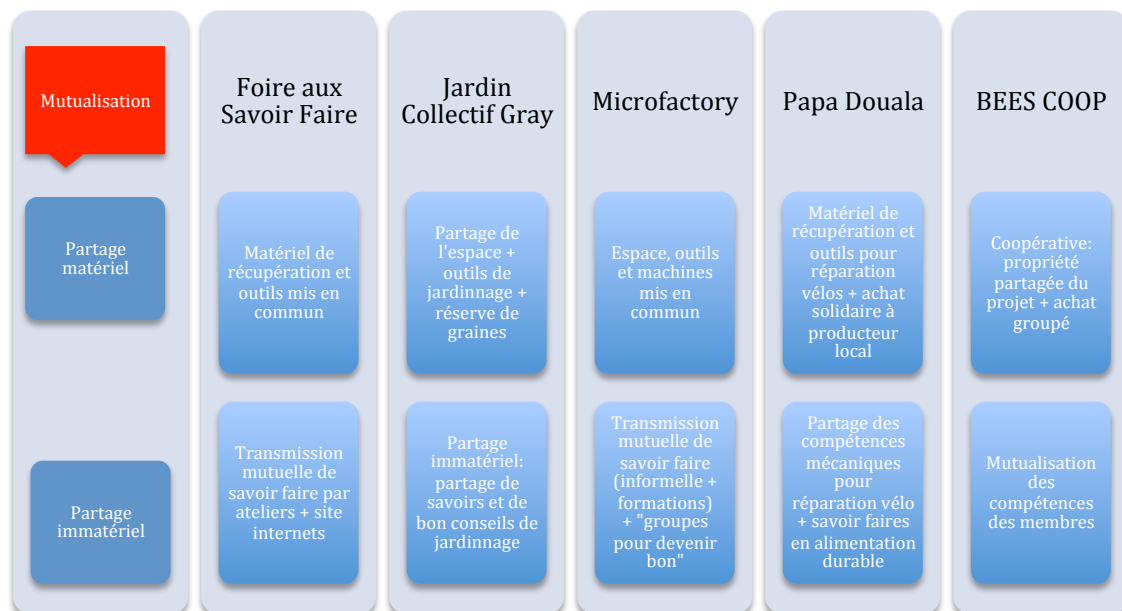 Mutualisation
Foire aux
Savoir Faire
Jardin
Collectif Gray
Microfactory
Papa Douala
BEES COOP
Partage
matériel
Matériel de
récupération et
outils mis en
commun
Partage de
l'espace +
outils de
jardinnage +
réserve de
graines
Espace, outils
et machines
mis en
commun
Matériel de
récupération et
outils pour
réparation
vélos + achat
solidaire à
producteur
local
Coopérative:
propriété
partagée du
projet + achat
groupé
Partage
immatériel
Transmission
mutuelle de
savoir faire par
ateliers + site
internets
Partage
immatériel:
partage de
savoirs et de
bon conseils de
jardinnage
Transmission
mutuelle de
savoir faire
(informelle +
formations)
+ "groupes
pour devenir
bon"
Partage des
compétences
mécaniques
pour
réparation vélo
+ savoir faires
en alimentation
durable
Mutualisation
des
compétences
des membres